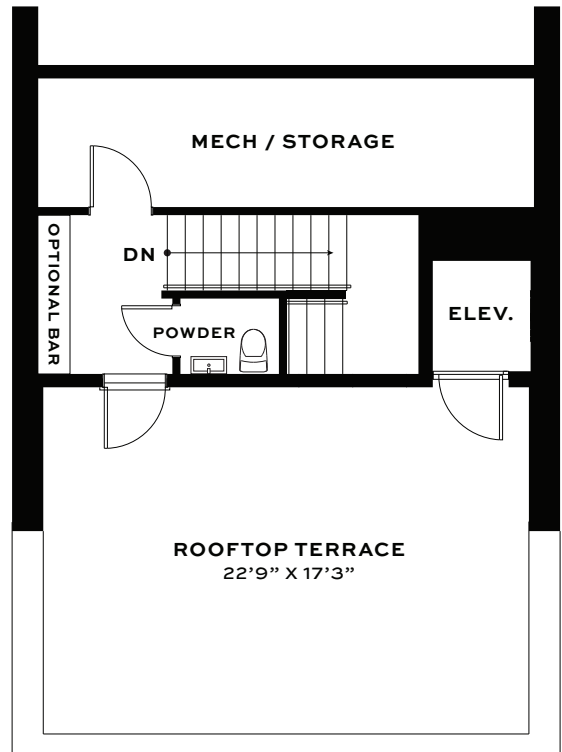 MECH / STORAGE
OPTIONAL BAR
DN
POWDER
ELEV.
ROOFTOP TERRACE
22’9” X 17’3”